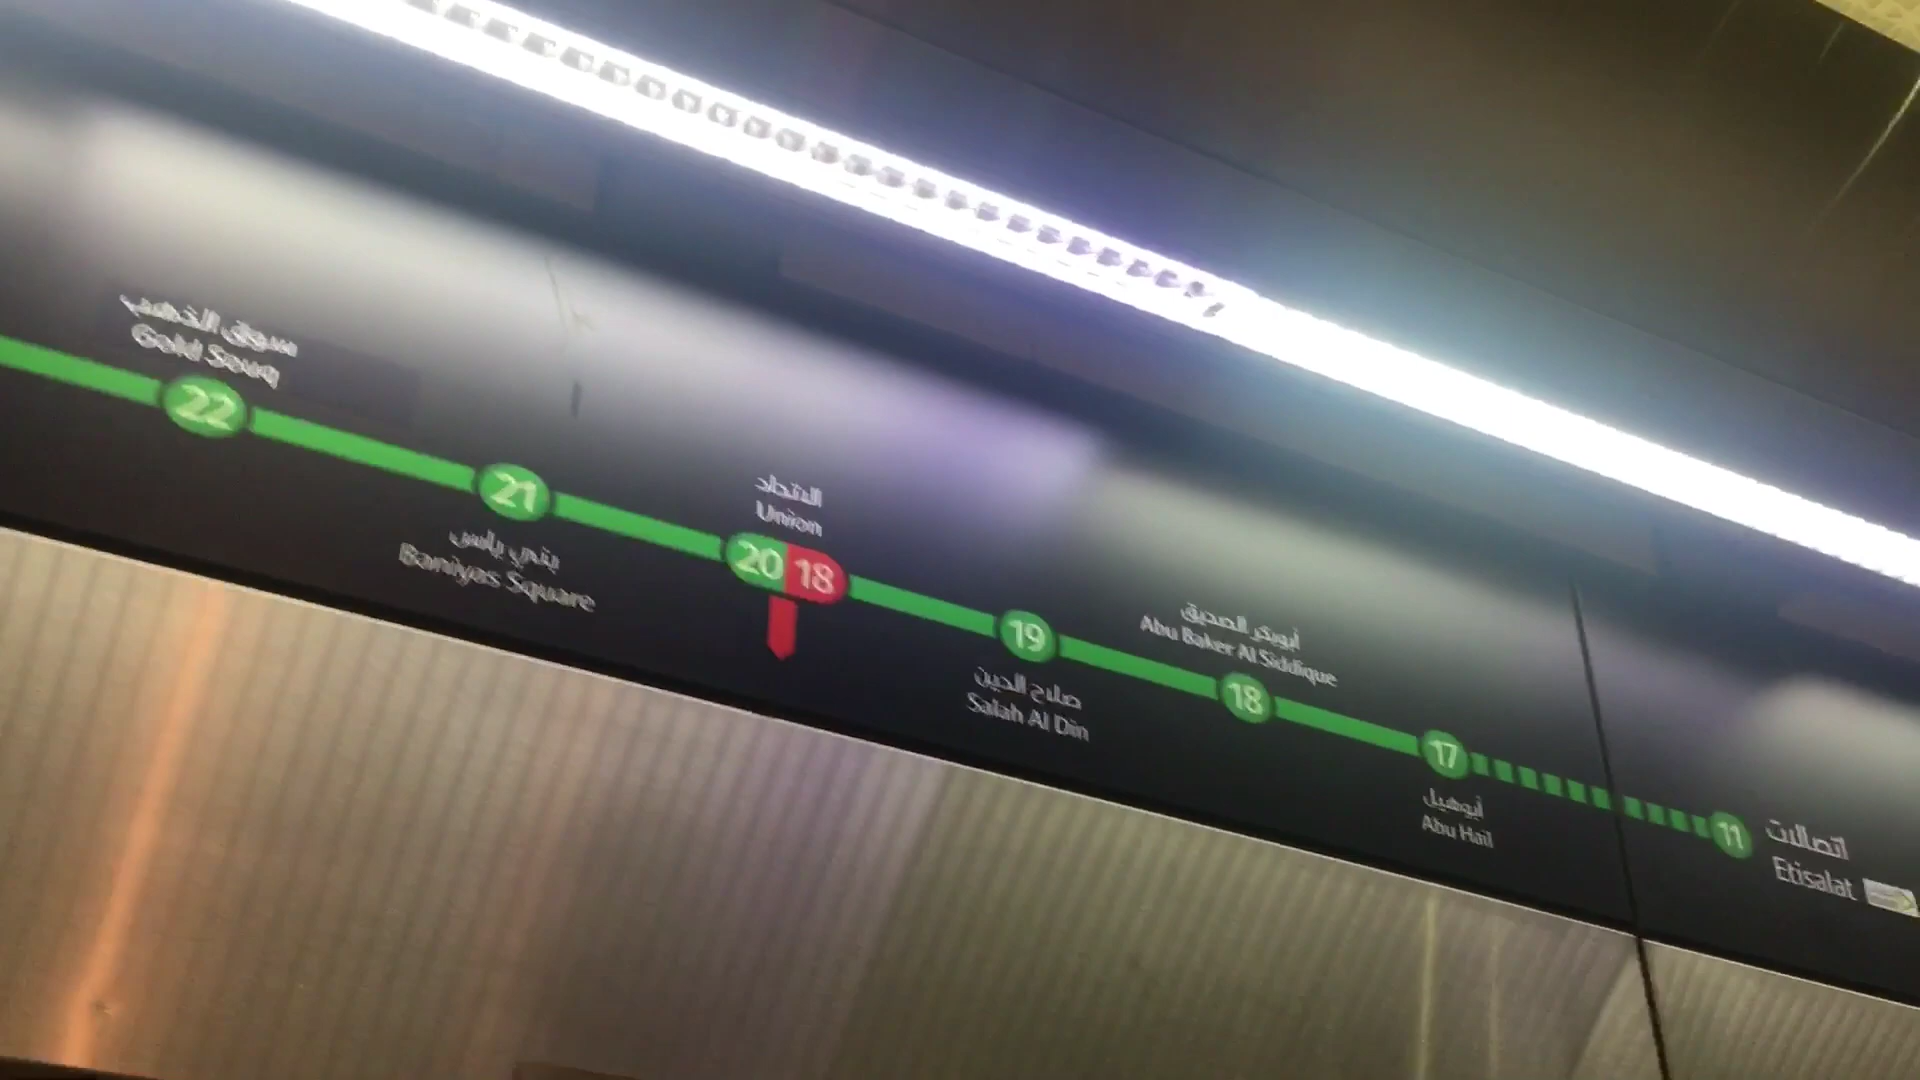 سوق الذهب
Gold Souq
22
21
بني ياس
Baniyas Square
الاتحاد
Union
20 18
19
صلاح الدين
Salah Al Din
أبوبكر الصديق
Abu Baker Al Siddique
18
17
أبوهيل
Abu Hail
11
اتصالات
Etisalat